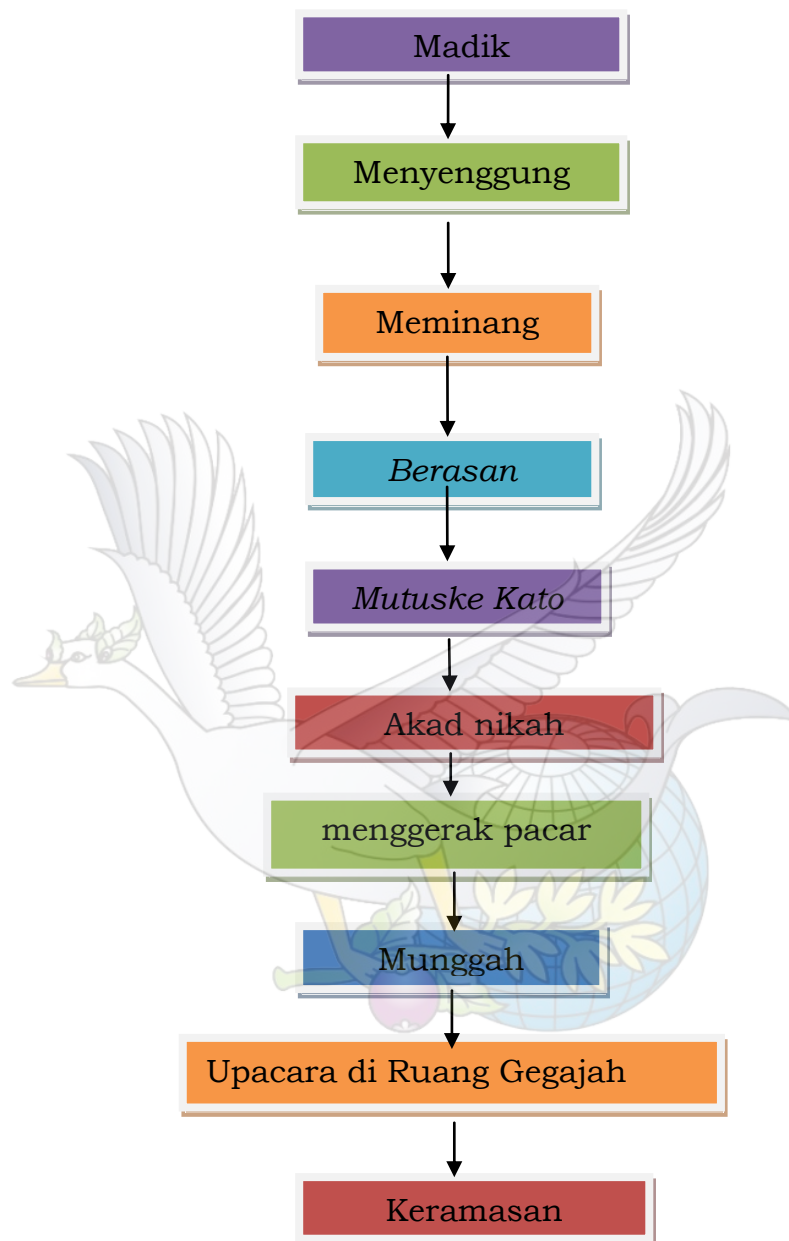 Madik
Menyenggung
Meminang
Berasan
Mutuske Kato
Akad nikah
menggerak pacar
Munggah
Upacara di Ruang Gegajah
Keramasan